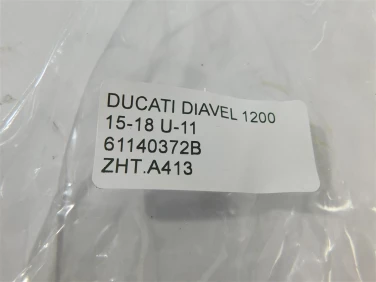 DUCATI DIAVEL 1200
15-18 U-11
61140372B
ZHT.A413